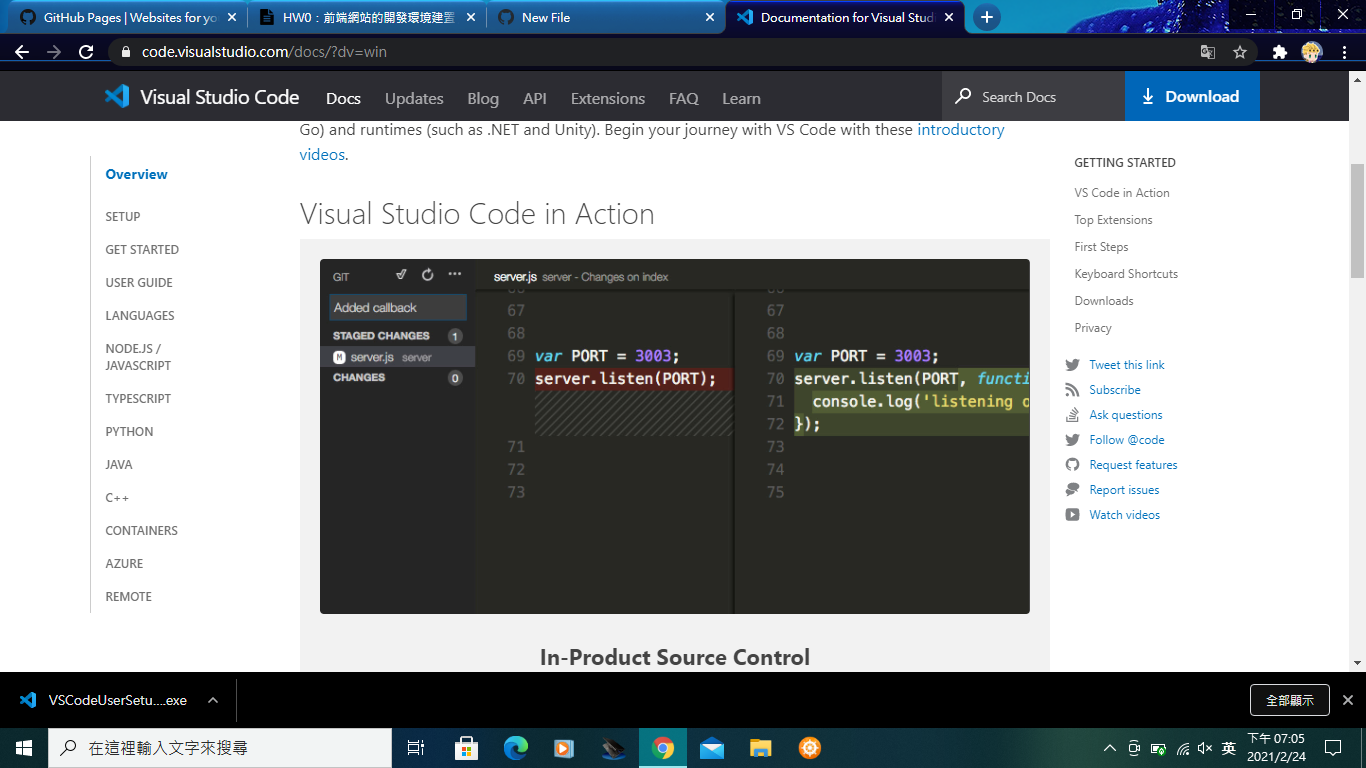 GitHub Pages | Websites for yo
HW0：前端網站的開發環境建置
New File
Documentation for Visual Stud
code.visualstudio.com/docs/?dv=win
Visual Studio Code
Docs
Updates
Blog
API
Extensions
FAQ
Learn
Search Docs
Download
Go) and runtimes (such as .NET and Unity). Begin your journey with VS Code with these introductory
videos.
Overview
SETUP
GET STARTED
USER GUIDE
LANGUAGES
NODE.JS /
JAVASCRIPT
TYPESCRIPT
PYTHON
JAVA
C++
CONTAINERS
AZURE
REMOTE
Visual Studio Code in Action
GIT
Added callback
STAGED CHANGES 1
M server.js server
CHANGES 0
server.js server - Changes on index
67
68
69 var PORT = 3003;
70 server.listen(PORT);
71
72
73
67
68
69 var PORT = 3003;
70 server.listen(PORT, functi
71 console.log('listening o
72 });
73
74
75
In-Product Source Control
GETTING STARTED
VS Code in Action
Top Extensions
First Steps
Keyboard Shortcuts
Downloads
Privacy
Tweet this link
Subscribe
Ask questions
Follow @code
Request features
Report issues
Watch videos
VSCodeUserSetu....exe
全部顯示
在這裡輸入文字來搜尋
英
下午 07:05
2021/2/24